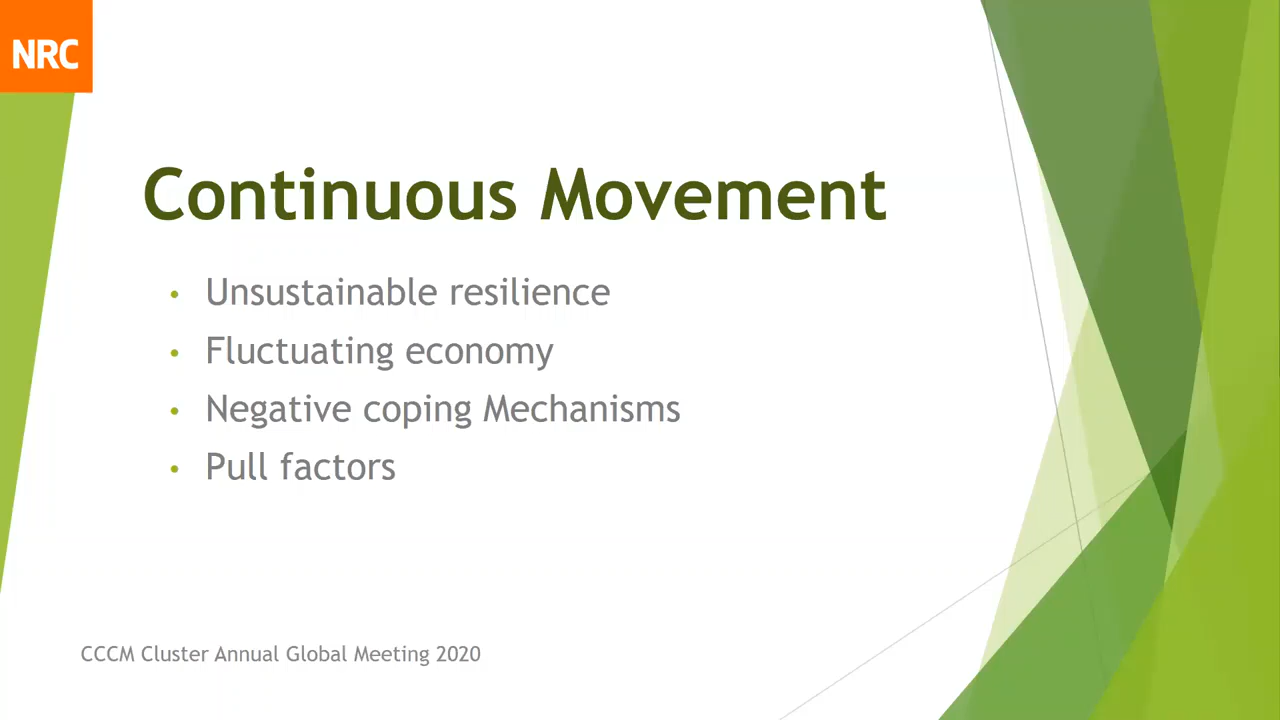 NRC
Continuous Movement
• Unsustainable resilience
• Fluctuating economy
• Negative coping Mechanisms
• Pull factors
CCCM Cluster Annual Global Meeting 2020